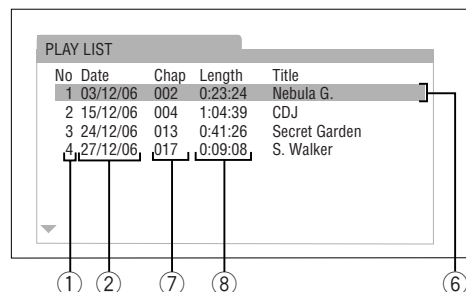 PLAY LIST
No Date Chap Length Title
1 03/12/06 002 0:23:24 Nebula G.
2 15/12/06 004 1:04:39 CDJ
3 24/12/06 013 0:41:26 Secret Garden
4 27/12/06 017 0:09:08 S. Walker
① ② ⑦ ⑧ ⑥